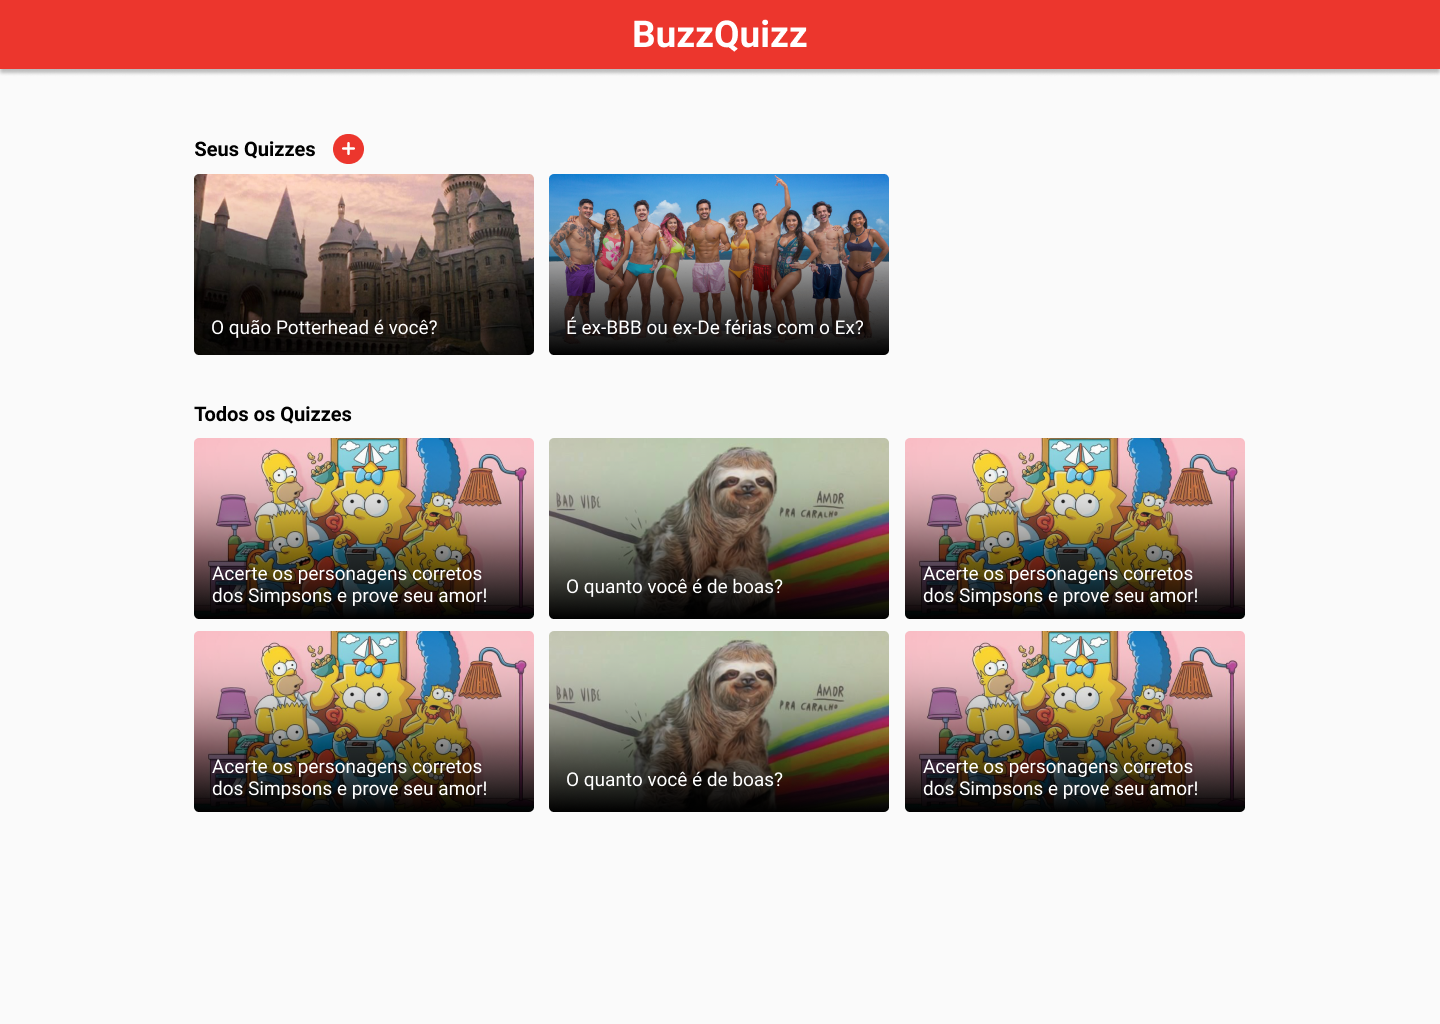 BuzzQuizz
Seus Quizzes
O quão Potterhead é você?
É ex-BBB ou ex-De férias com o Ex?
Todos os Quizzes
Acerte os personagens corretos
dos Simpsons e prove seu amor!
BAD VIBE
AMOR
PRA CARALHO
O quanto você é de boas?
Acerte os personagens corretos
dos Simpsons e prove seu amor!
Acerte os personagens corretos
dos Simpsons e prove seu amor!
BAD VIBE
AMOR
PRA CARALHO
O quanto você é de boas?
Acerte os personagens corretos
dos Simpsons e prove seu amor!